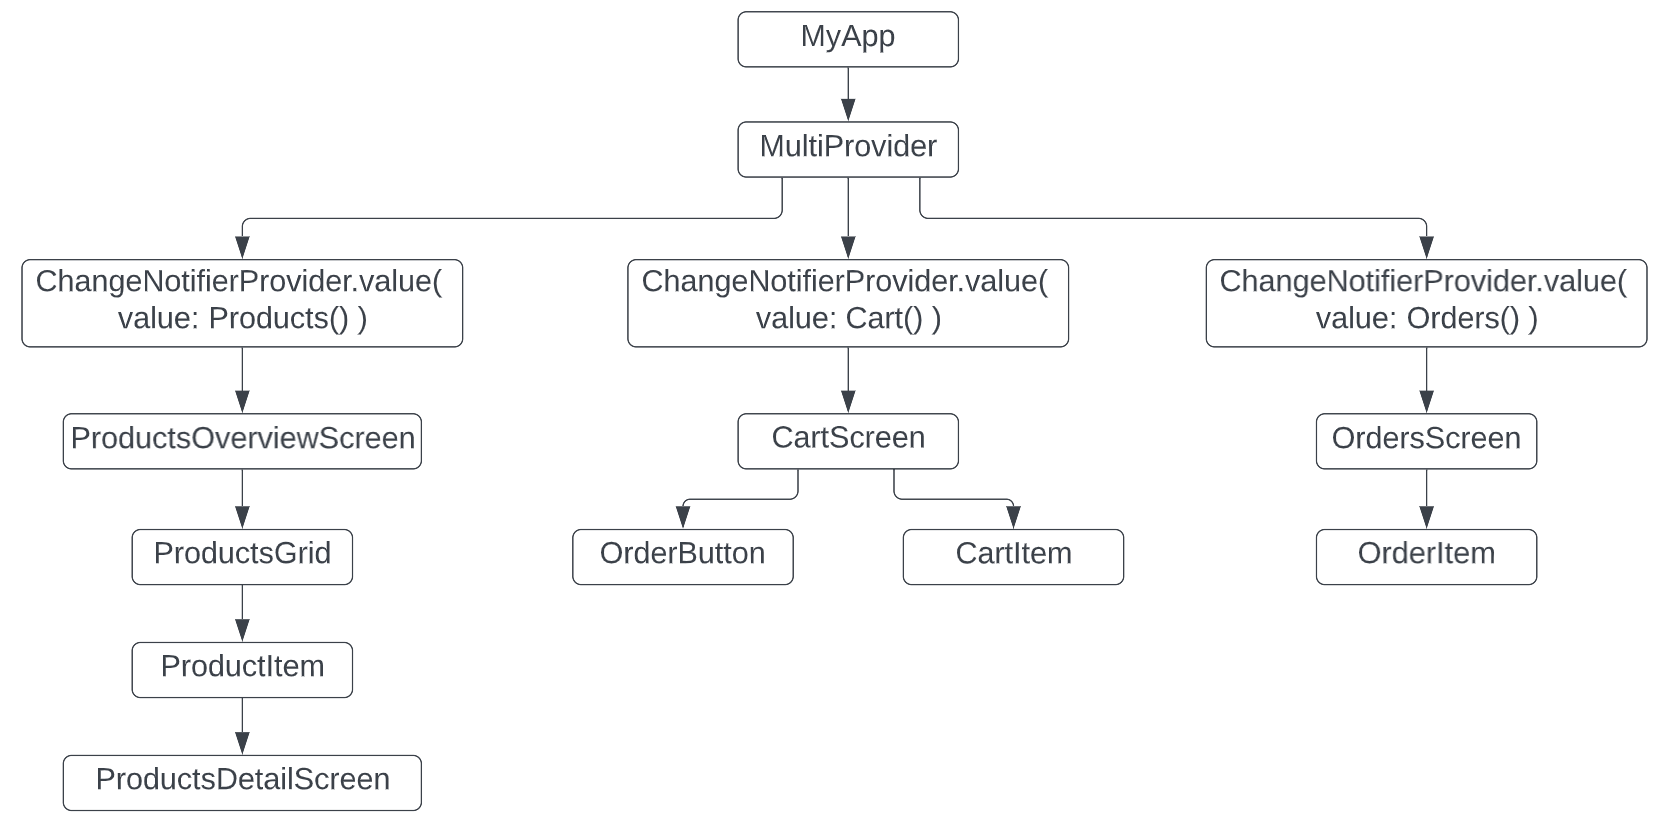 MyApp
MultiProvider
ChangeNotifierProvider.value(
value: Products() )
ChangeNotifierProvider.value(
value: Cart() )
ChangeNotifierProvider.value(
value: Orders() )
ProductsOverviewScreen
CartScreen
OrdersScreen
ProductsGrid
OrderButton
CartItem
OrderItem
ProductItem
ProductsDetailScreen